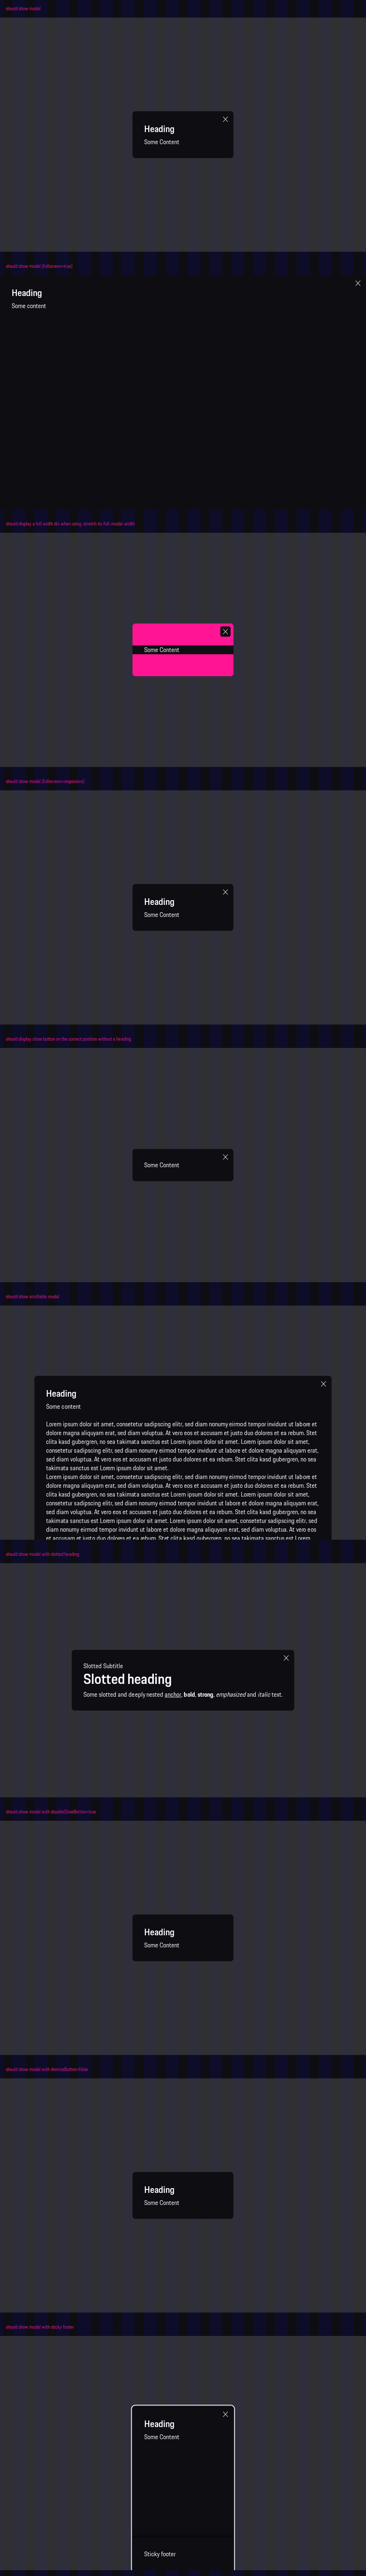 should show modal
Heading
Some Content
should show modal (fullscreen=true)
Heading
Some content
should display a full width div when using .stretch-to-full-modal-width
Some Content
should show modal (fullscreen=responsive)
Heading
Some Content
should display close button on the correct position without a heading
Some Content
should show scrollable modal
Heading
Some content
Lorem ipsum dolor sit amet, consetetur sadipscing elitr, sed diam nonumy eirmod tempor invidunt ut labore et
dolore magna aliquyam erat, sed diam voluptua. At vero eos et accusam et justo duo dolores et ea rebum. Stet
clita kasd gubergren, no sea takimata sanctus est Lorem ipsum dolor sit amet. Lorem ipsum dolor sit amet,
consetetur sadipscing elitr, sed diam nonumy eirmod tempor invidunt ut labore et dolore magna aliquyam erat,
sed diam voluptua. At vero eos et accusam et justo duo dolores et ea rebum. Stet clita kasd gubergren, no sea
takimata sanctus est Lorem ipsum dolor sit amet.
Lorem ipsum dolor sit amet, consetetur sadipscing elitr, sed diam nonumy eirmod tempor invidunt ut labore et
dolore magna aliquyam erat, sed diam voluptua. At vero eos et accusam et justo duo dolores et ea rebum. Stet
clita kasd gubergren, no sea takimata sanctus est Lorem ipsum dolor sit amet. Lorem ipsum dolor sit amet,
consetetur sadipscing elitr, sed diam nonumy eirmod tempor invidunt ut labore et dolore magna aliquyam erat,
sed diam voluptua. At vero eos et accusam et justo duo dolores et ea rebum. Stet clita kasd gubergren, no sea
takimata sanctus est Lorem ipsum dolor sit amet. Lorem ipsum dolor sit amet, consetetur sadipscing elitr, sed
diam nonumy eirmod tempor invidunt ut labore et dolore magna aliquyam erat, sed diam voluptua. At vero eos
et accusam et justo duo dolores et ea rebum. Stet clita kasd gubergren, no sea takimata sanctus est Lorem
should show modal with slotted heading
Slotted Subtitle
Slotted heading
Some slotted and deeply nested anchor, bold, strong, emphasized and italic text.
should show modal with disableCloseButton=true
Heading
Some Content
should show modal with dismissButton=false
Heading
Some Content
should show modal with sticky footer
Heading
Some Content
Sticky footer